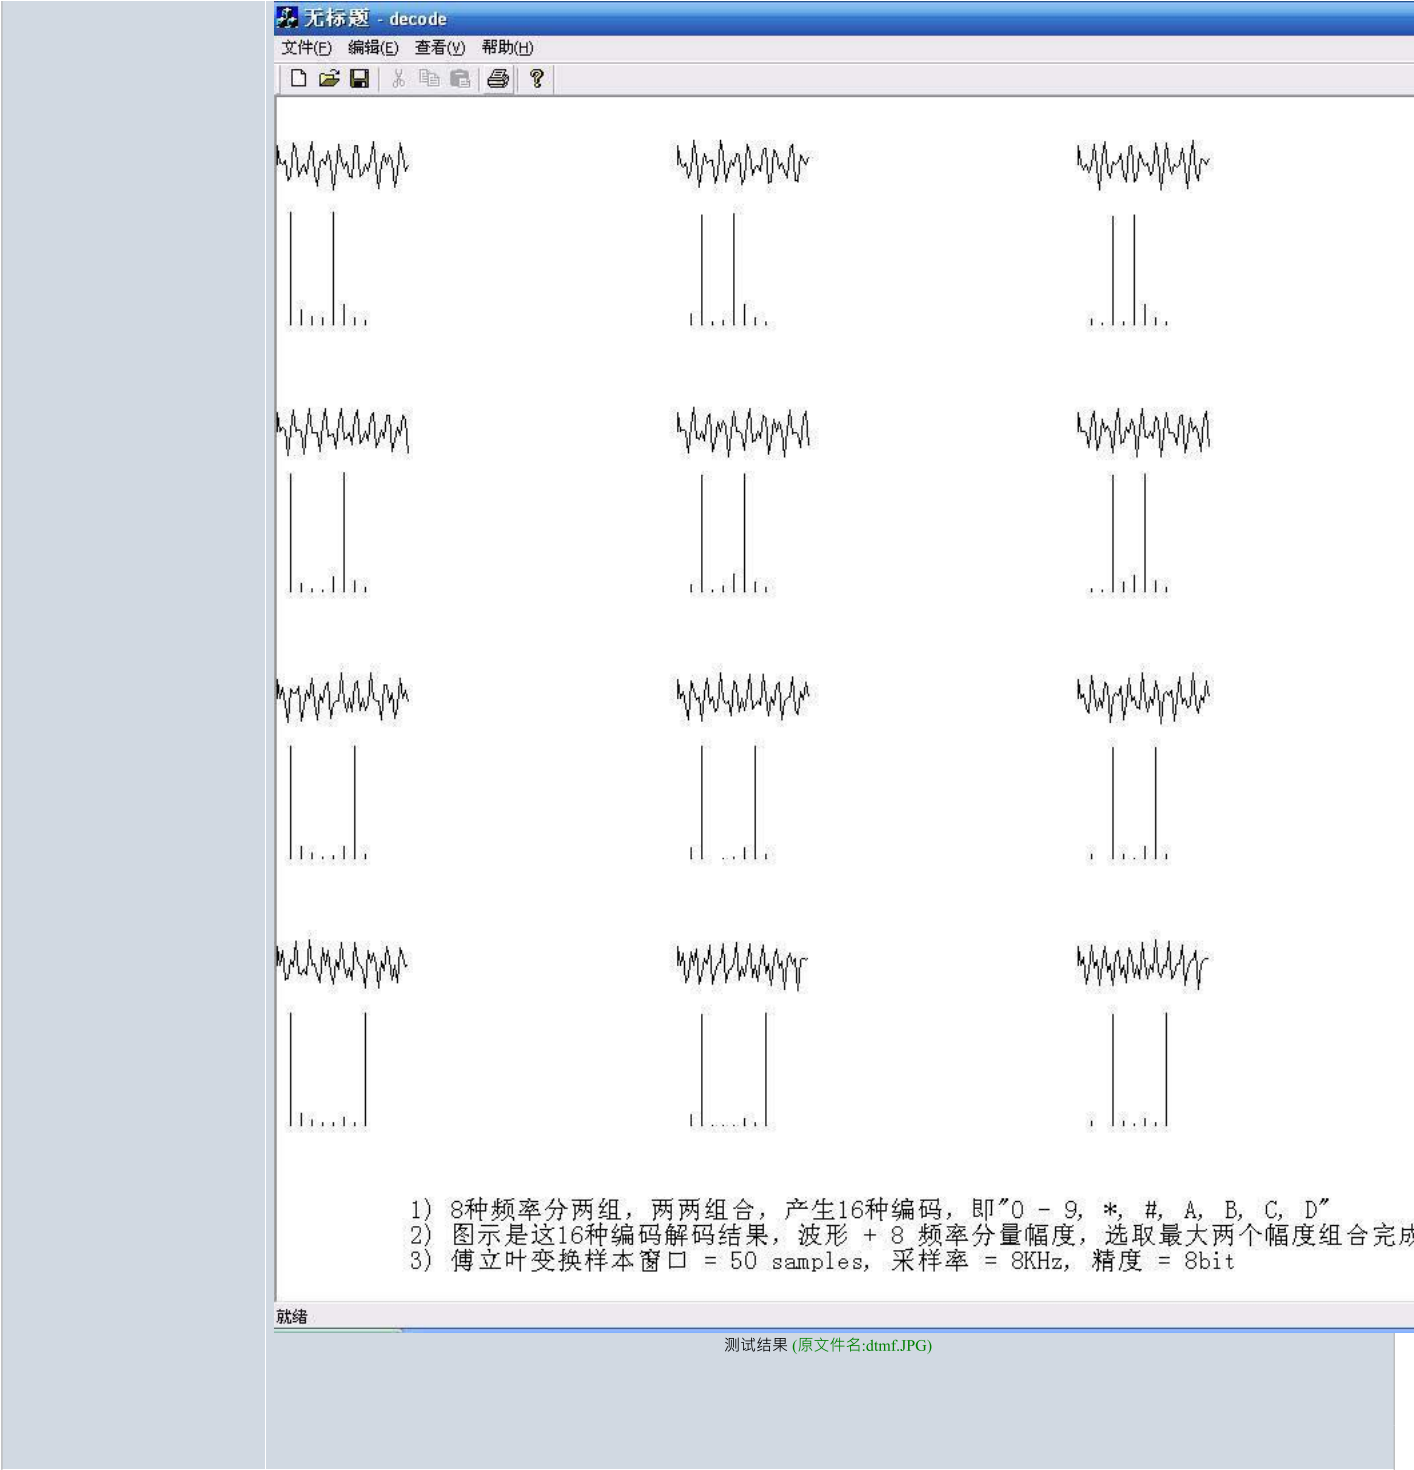 无标题 - decode
文件(F) 编辑(E) 查看(V) 帮助(H)
1) 8种频率分两组, 两两组合, 产生16种编码, 即"0 - 9, *, #, A, B, C, D"
2) 图示是这16种编码解码结果, 波形 + 8 频率分量幅度, 选取最大两个幅度组合完成
3) 傅立叶变换样本窗口 = 50 samples, 采样率 = 8KHz, 精度 = 8bit
就绪
测试结果 (原文件名:dtmf.JPG)